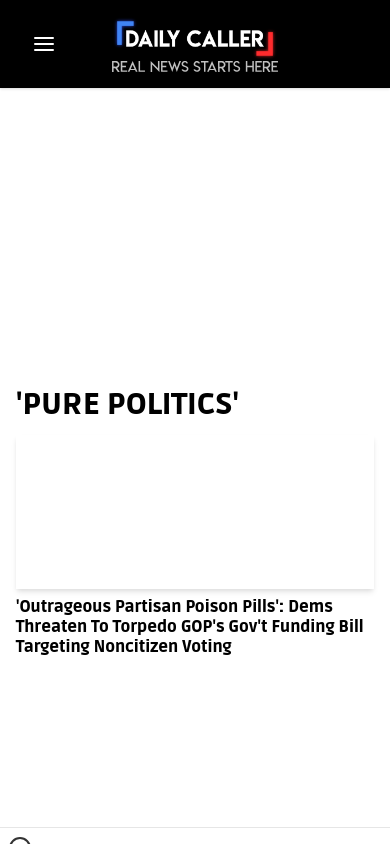 DAILY CALLER
REAL NEWS STARTS HERE
'PURE POLITICS'
'Outrageous Partisan Poison Pills': Dems
Threaten To Torpedo GOP's Gov't Funding Bill
Targeting Noncitizen Voting